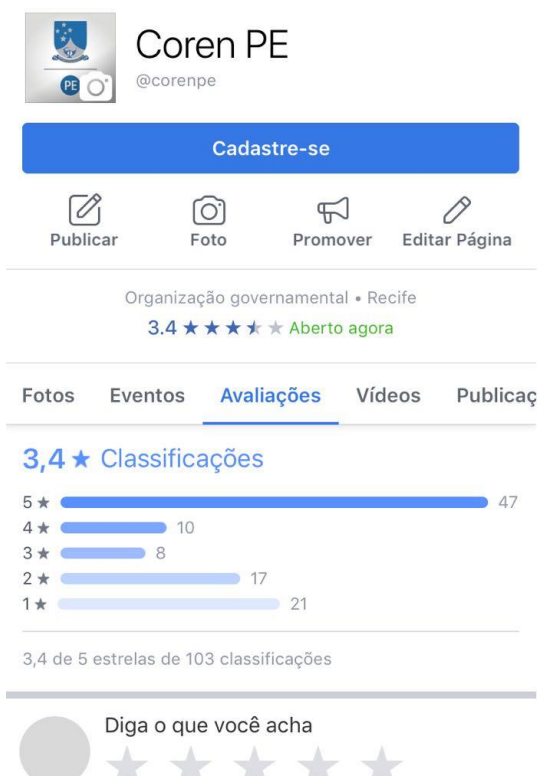 PE
Coren PE
@corenpe
Cadastre-se
Publicar Foto Promover Editar Página
Organização governamental • Recife
3.4 ★ ★ ★ ★ ★ Aberto agora
Fotos Eventos Avaliações Vídeos Publicaç
3,4 ★ Classificações
5 ★ 47
4 ★ 10
3 ★ 8
2 ★ 17
1 ★ 21
3,4 de 5 estrelas de 103 classificações
Diga o que você acha